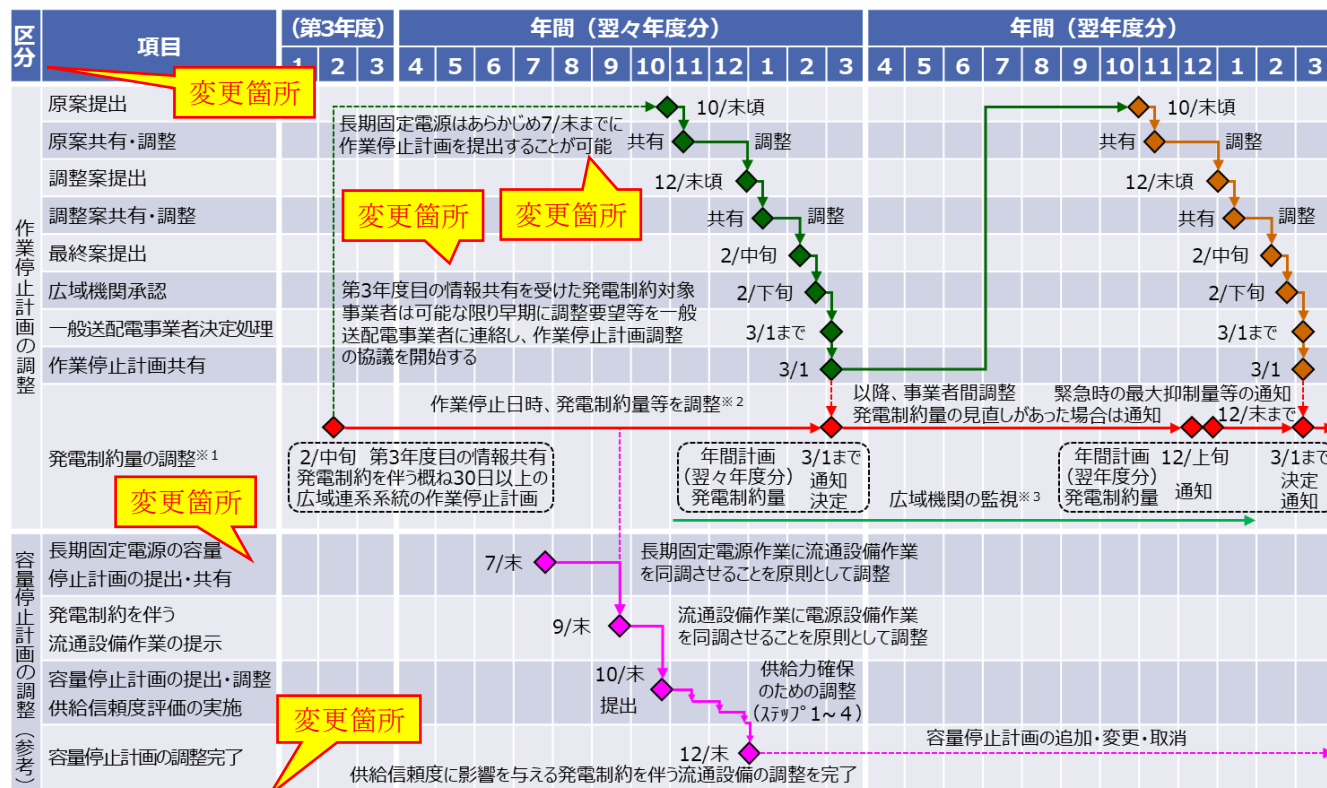 区分
項目
(第3年度)
年間（翌々年度分）
年間（翌年度分）
1 2 3 4 5 6 7 8 9 10 11 12 1 2 3 4 5 6 7 8 9 10 11 12 1 2 3
変更箇所
作業停止計画の調整
原案提出
10/末頃
10/末頃
長期固定電源はあらかじめ7/末までに
作業停止計画を提出することが可能
原案共有・調整
共有
調整
共有
調整
調整案提出
12/末頃
12/末頃
変更箇所
変更箇所
調整案共有・調整
共有
調整
共有
調整
最終案提出
2/中旬
2/中旬
広域機関承認
2/下旬
2/下旬
第3年度目の情報共有を受けた発電制約対象
事業者は可能な限り早期に調整要望等を一般
送配電事業者に連絡し、作業停止計画調整
の協議を開始する
一般送配電事業者決定処理
3/1まで
3/1まで
作業停止計画共有
3/1
3/1
発電制約量の調整※1
作業停止日時、発電制約量等を調整※2
以降、事業者間調整
発電制約量の見直しがあった場合は通知
緊急時の最大抑制量等の通知
12/末まで
2/中旬 第3年度目の情報共有
発電制約を伴う概ね30日以上の
広域連系系統の作業停止計画
年間計画
(翌々年度分)
発電制約量
3/1まで
通知
決定
広域機関の監視※3
年間計画
(翌年度分)
発電制約量
12/上旬
通知
3/1まで
決定
通知
変更箇所
容量停止計画の調整（参考）
長期固定電源の容量
停止計画の提出・共有
7/末
長期固定電源作業に流通設備作業
を同調させることを原則として調整
発電制約を伴う
流通設備作業の提示
9/末
流通設備作業に電源設備作業
を同調させることを原則として調整
容量停止計画の提出・調整
供給信頼度評価の実施
10/末
提出
供給力確保
のための調整
(ｽﾃｯﾌﾟ1～4)
変更箇所
容量停止計画の調整完了
12/末
容量停止計画の追加・変更・取消
供給信頼度に影響を与える発電制約を伴う流通設備の調整を完了